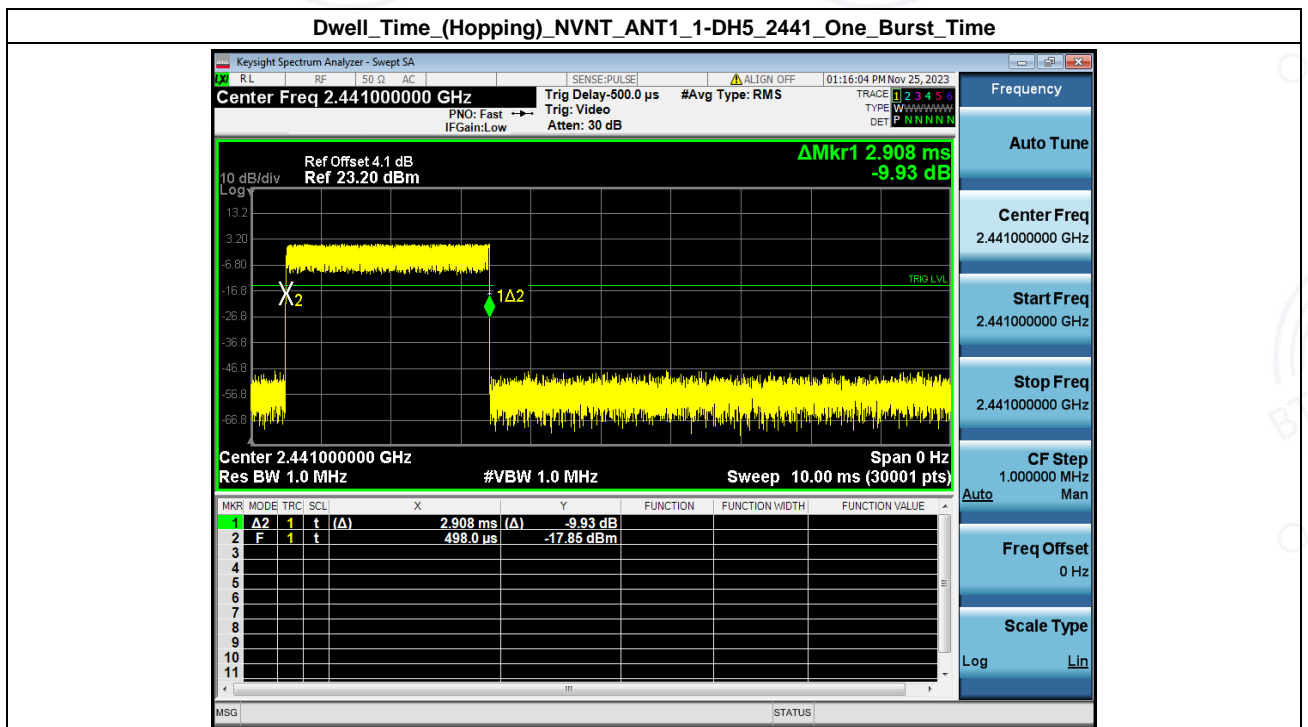 Dwell_Time_(Hopping)_NVNT_ANT1_1-DH5_2441_One_Burst_Time
Keysight Spectrum Analyzer - Swept SA
LXI RL RF 50 Ω AC SENSE:PULSE ALIGN OFF 01:16:04 PM Nov 25, 2023
Center Freq 2.441000000 GHz
PNO: Fast
IFGain:Low
Trig Delay-500.0 µs
Trig: Video
Atten: 30 dB
#Avg Type: RMS
TRACE 1 2 3 4 5 6
TYPE WWWWWW
DET P N N N N N
Frequency
Auto Tune
Center Freq
2.441000000 GHz
Start Freq
2.441000000 GHz
Stop Freq
2.441000000 GHz
CF Step
1.000000 MHz
Auto Man
Freq Offset
0 Hz
Scale Type
Log Lin
ΔMkr1 2.908 ms
-9.93 dB
Ref Offset 4.1 dB
10 dB/div Ref 23.20 dBm
Log
13.2
3.20
-6.80
TRIG LVL
-16.8
2
1Δ2
-26.8
-36.8
-46.8
-56.8
-66.8
Center 2.441000000 GHz Span 0 Hz
Res BW 1.0 MHz #VBW 1.0 MHz Sweep 10.00 ms (30001 pts)
MKR MODE TRC SCL X Y FUNCTION FUNCTION WIDTH FUNCTION VALUE
1 Δ2 1 t (Δ) 2.908 ms (Δ) -9.93 dB
2 F 1 t 498.0 µs -17.85 dBm
3
4
5
6
7
8
9
10
11
MSG STATUS